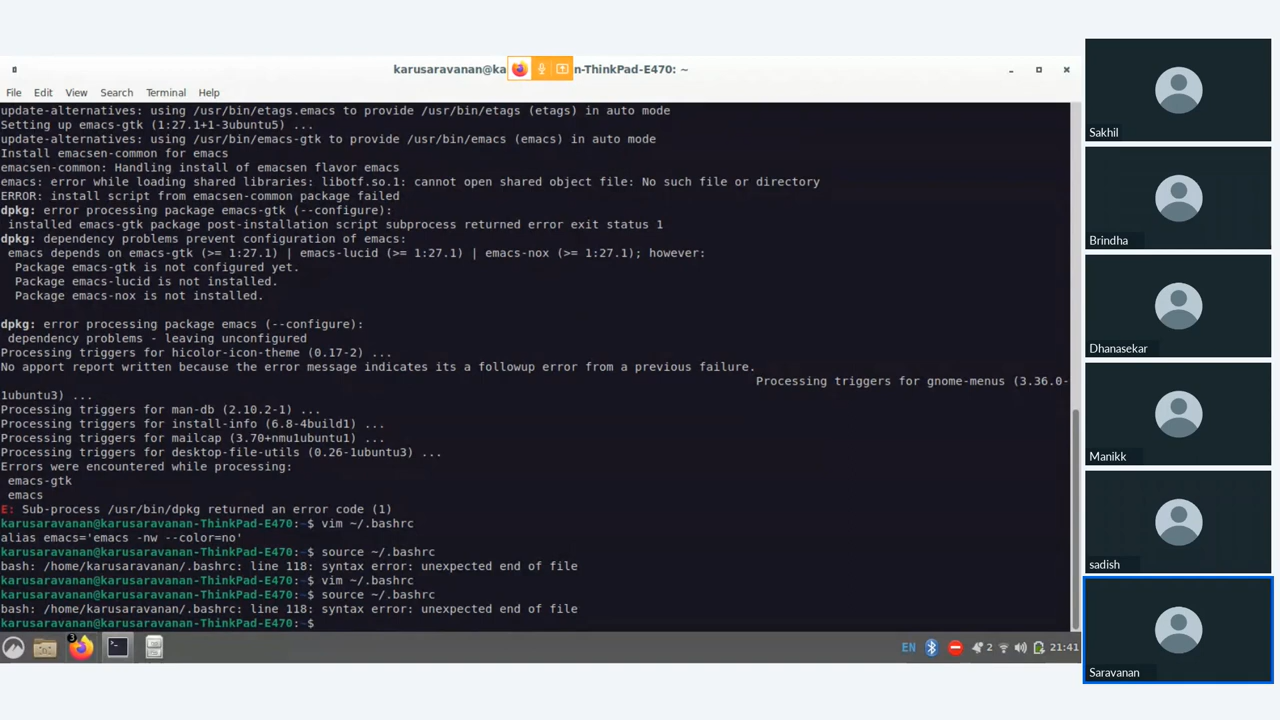 karusaravanan@ka n-ThinkPad-E470: ~
File Edit View Search Terminal Help
update-alternatives: using /usr/bin/etags.emacs to provide /usr/bin/etags (etags) in auto mode
Setting up emacs-gtk (1:27.1+1-3ubuntu5) ...
update-alternatives: using /usr/bin/emacs-gtk to provide /usr/bin/emacs (emacs) in auto mode
Install emacsen-common for emacs
emacsen-common: Handling install of emacsen flavor emacs
emacs: error while loading shared libraries: libotf.so.1: cannot open shared object file: No such file or directory
ERROR: install script from emacsen-common package failed
dpkg: error processing package emacs-gtk (--configure):
installed emacs-gtk package post-installation script subprocess returned error exit status 1
dpkg: dependency problems prevent configuration of emacs:
emacs depends on emacs-gtk (>= 1:27.1) | emacs-lucid (>= 1:27.1) | emacs-nox (>= 1:27.1); however:
Package emacs-gtk is not configured yet.
Package emacs-lucid is not installed.
Package emacs-nox is not installed.
dpkg: error processing package emacs (--configure):
dependency problems - leaving unconfigured
Processing triggers for hicolor-icon-theme (0.17-2) ...
No apport report written because the error message indicates its a followup error from a previous failure.
Processing triggers for gnome-menus (3.36.0-
1ubuntu3) ...
Processing triggers for man-db (2.10.2-1) ...
Processing triggers for install-info (6.8-4build1) ...
Processing triggers for mailcap (3.70+nmu1ubuntu1) ...
Processing triggers for desktop-file-utils (0.26-1ubuntu3) ...
Errors were encountered while processing:
emacs-gtk
emacs
E: Sub-process /usr/bin/dpkg returned an error code (1)
karusaravanan@karusaravanan-ThinkPad-E470:~$ vim ~/.bashrc
alias emacs='emacs -nw --color=no'
karusaravanan@karusaravanan-ThinkPad-E470:~$ source ~/.bashrc
bash: /home/karusaravanan/.bashrc: line 118: syntax error: unexpected end of file
karusaravanan@karusaravanan-ThinkPad-E470:~$ vim ~/.bashrc
karusaravanan@karusaravanan-ThinkPad-E470:~$ source ~/.bashrc
bash: /home/karusaravanan/.bashrc: line 118: syntax error: unexpected end of file
karusaravanan@karusaravanan-ThinkPad-E470:~$
3
EN 2 21:41
Sakhil
Brindha
Dhanasekar
Manikk
sadish
Saravanan